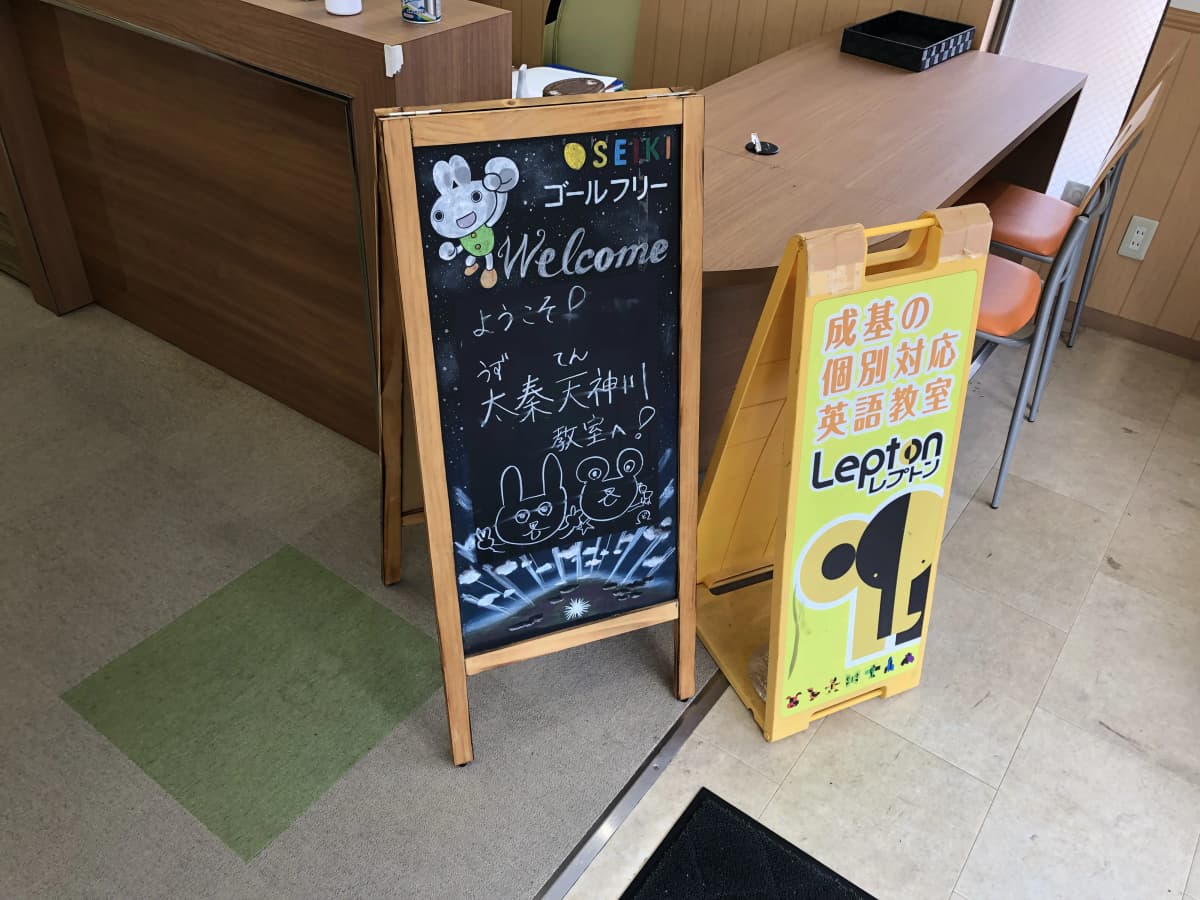 SEIKI
ゴールフリー
Welcome
ようこそ!
うず てん
太秦天神川
教室へ!
成基の
個別対応
英語教室
Lepton
レプトン